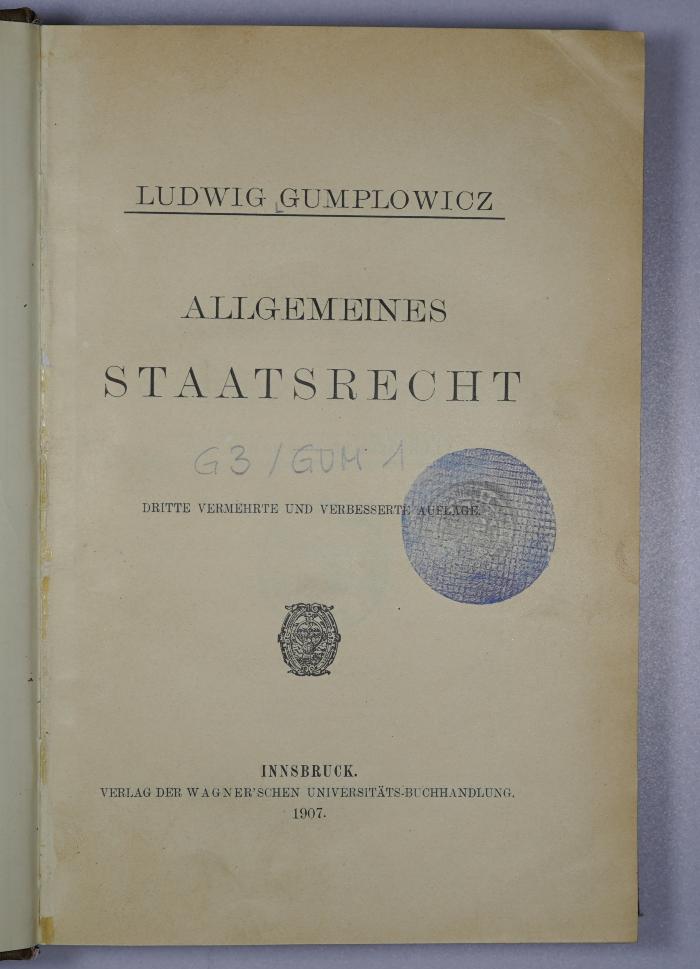 LUDWIG GUMPLOWICZ
ALLGEMEINES
STAATSRECHT
G3/GUM 1
DRITTE VERMEHRTE UND VERBESSERTE AUFLAGE.
INNSBRUCK.
VERLAG DER WAGNER'SCHEN UNIVERSITÄTS-BUCHHANDLUNG.
1907.